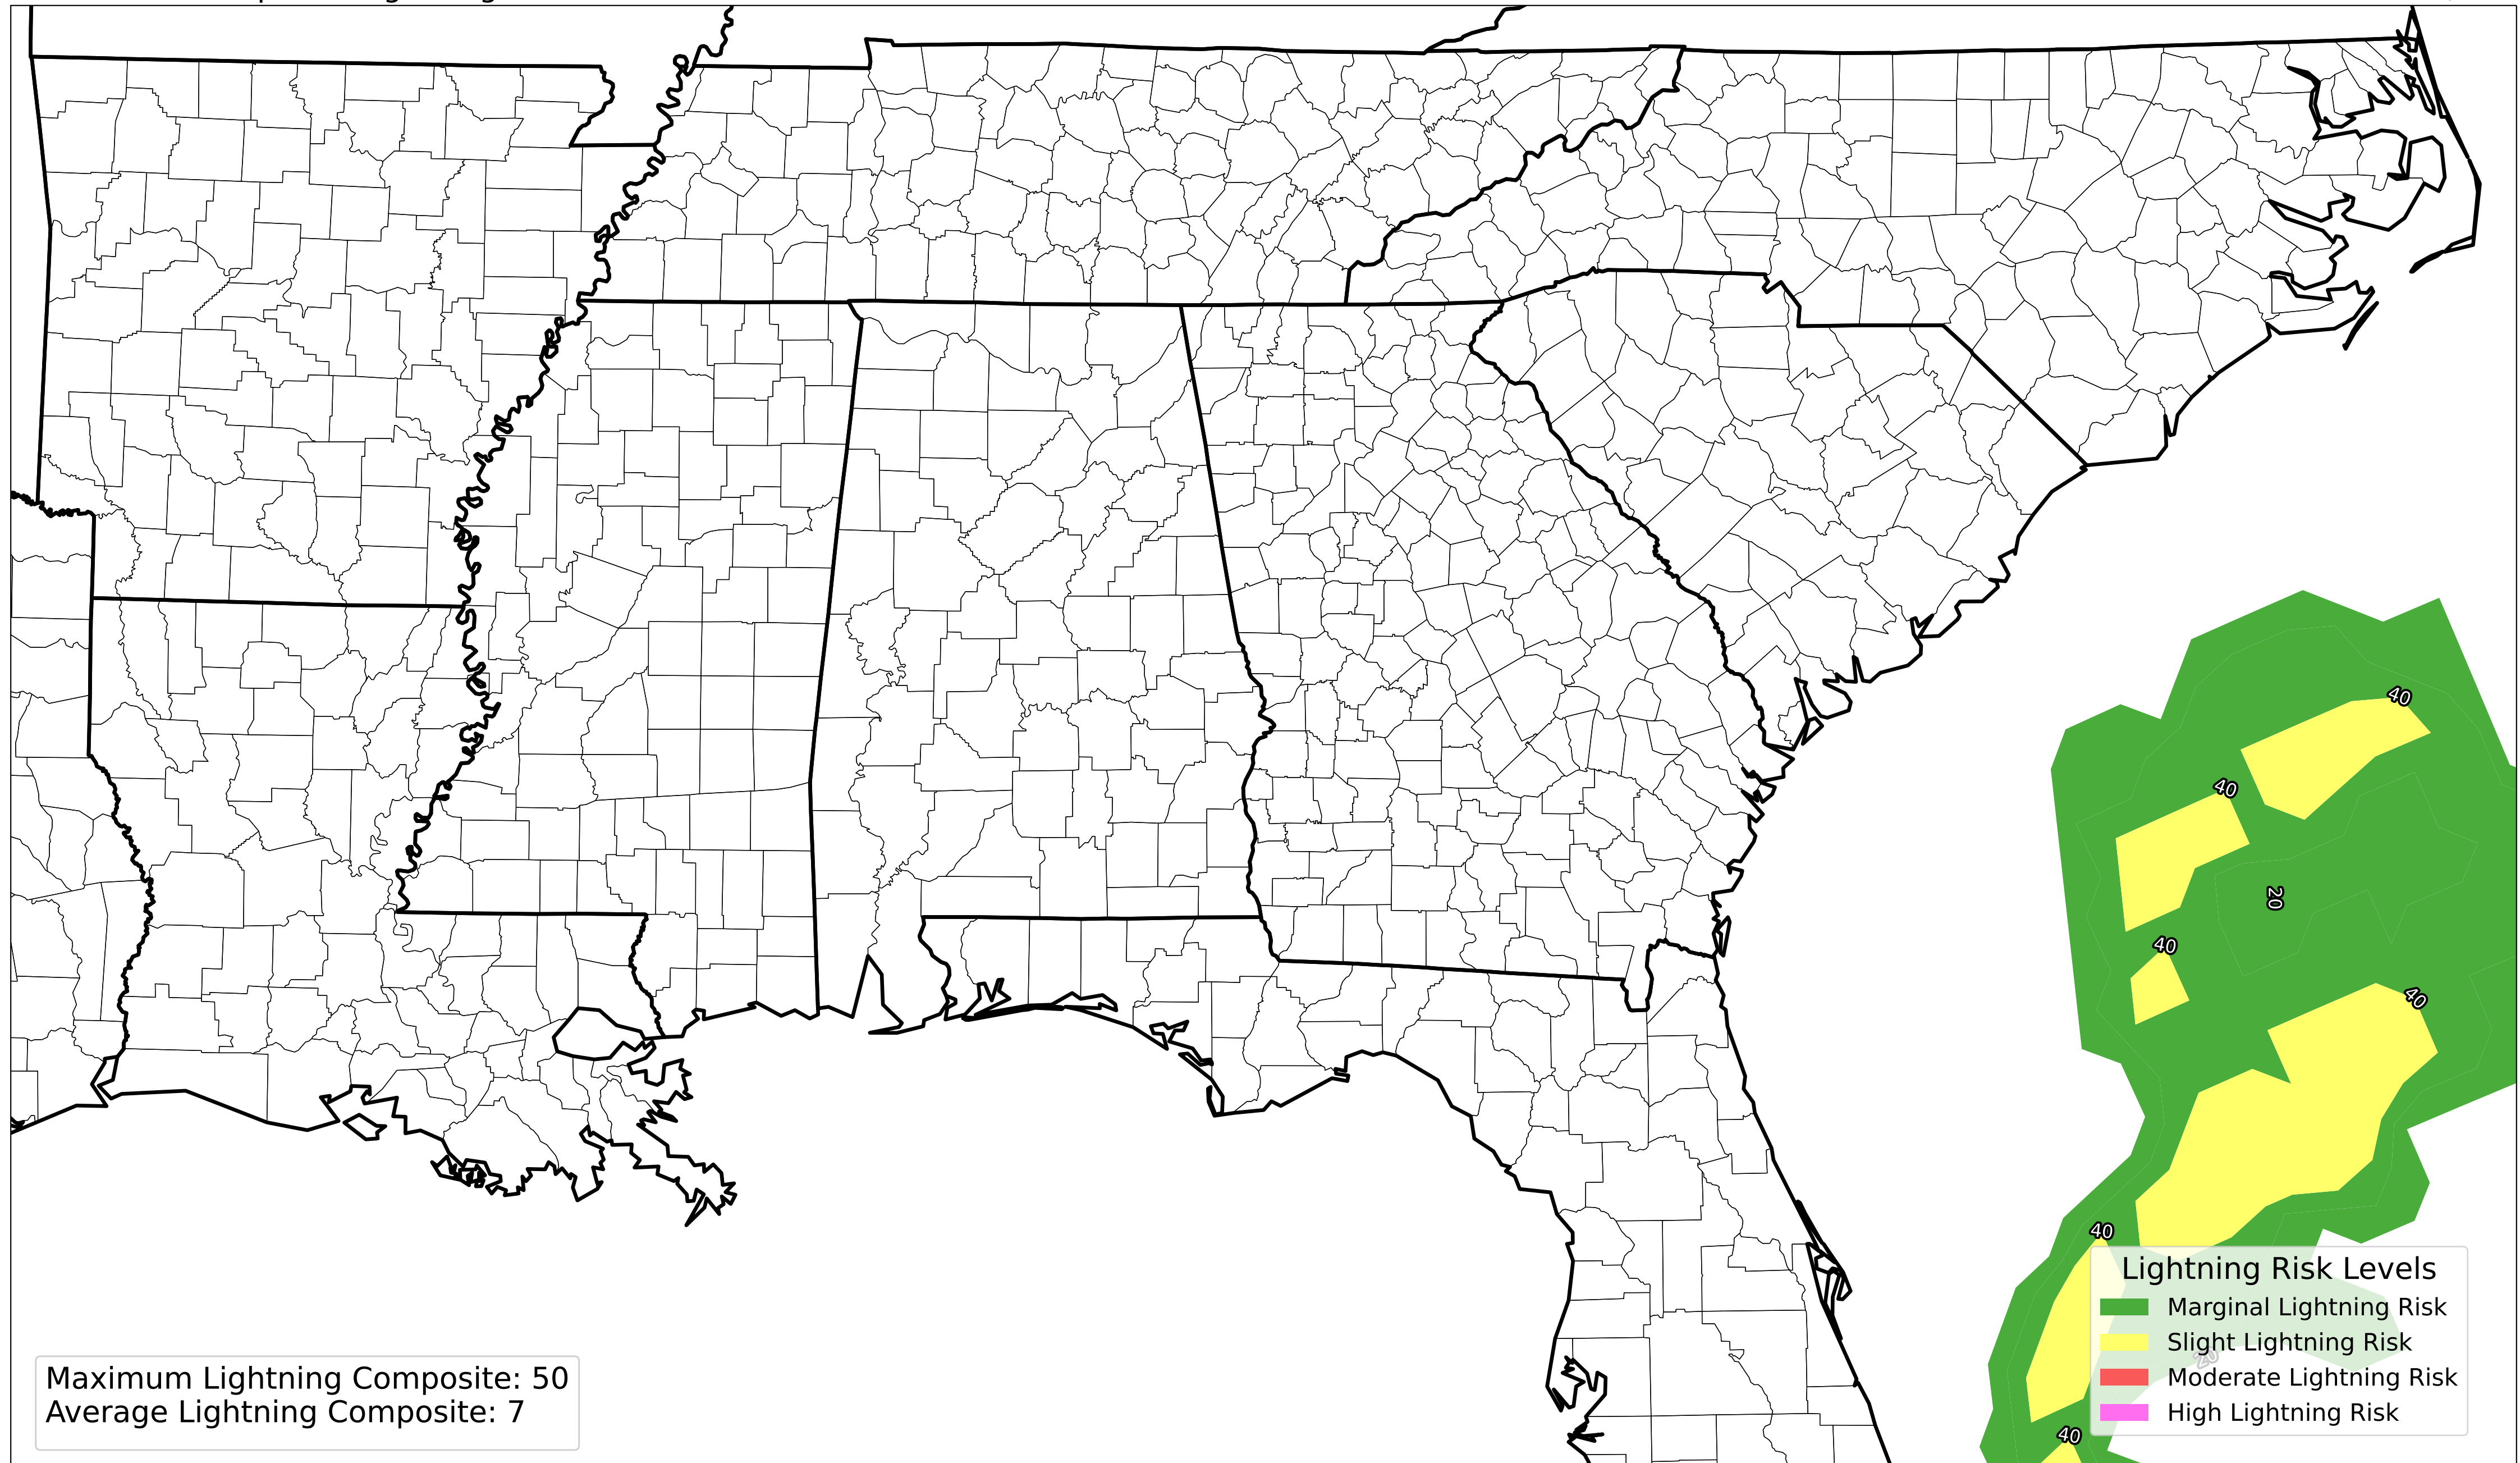 40
40
20
40
40
40
Lightning Risk Levels
Marginal Lightning Risk
Slight Lightning Risk
20
Moderate Lightning Risk
High Lightning Risk
Maximum Lightning Composite: 50
Average Lightning Composite: 7
40